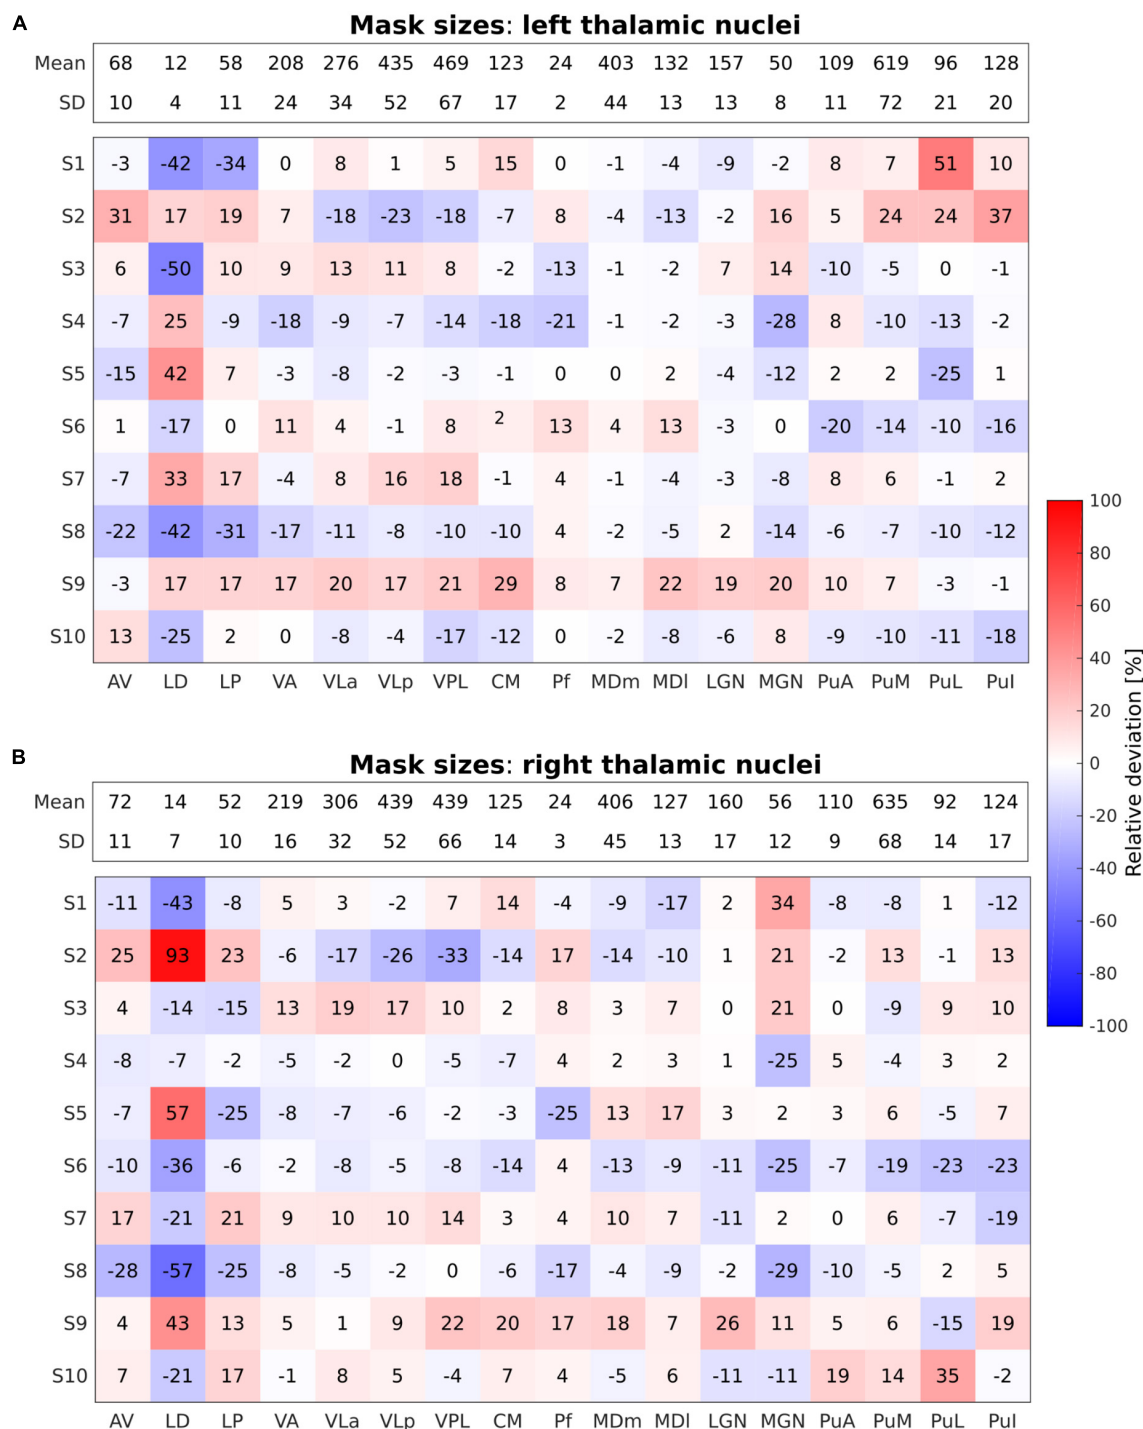 A
Mask sizes: left thalamic nuclei
Mean 68 12 58 208 276 435 469 123 24 403 132 157 50 109 619 96 128
SD 10 4 11 24 34 52 67 17 2 44 13 13 8 11 72 21 20
S1 -3 -42 -34 0 8 1 5 15 0 -1 -4 -9 -2 8 7 51 10
S2 31 17 19 7 -18 -23 -18 -7 8 -4 -13 -2 16 5 24 24 37
S3 6 -50 10 9 13 11 8 -2 -13 -1 -2 7 14 -10 -5 0 -1
S4 -7 25 -9 -18 -9 -7 -14 -18 -21 -1 -2 -3 -28 8 -10 -13 -2
S5 -15 42 7 -3 -8 -2 -3 -1 0 0 2 -4 -12 2 2 -25 1
S6 1 -17 0 11 4 -1 8 2 13 4 13 -3 0 -20 -14 -10 -16
S7 -7 33 17 -4 8 16 18 -1 4 -1 -4 -3 -8 8 6 -1 2
S8 -22 -42 -31 -17 -11 -8 -10 -10 4 -2 -5 2 -14 -6 -7 -10 -12
S9 -3 17 17 17 20 17 21 29 8 7 22 19 20 10 7 -3 -1
S10 13 -25 2 0 -8 -4 -17 -12 0 -2 -8 -6 8 -9 -10 -11 -18
AV LD LP VA VLa VLp VPL CM Pf MDm MDl LGN MGN PuA PuM PuL PuI
B
Mask sizes: right thalamic nuclei
Mean 72 14 52 219 306 439 439 125 24 406 127 160 56 110 635 92 124
SD 11 7 10 16 32 52 66 14 3 45 13 17 12 9 68 14 17
S1 -11 -43 -8 5 3 -2 7 14 -4 -9 -17 2 34 -8 -8 1 -12
S2 25 93 23 -6 -17 -26 -33 -14 17 -14 -10 1 21 -2 13 -1 13
S3 4 -14 -15 13 19 17 10 2 8 3 7 0 21 0 -9 9 10
S4 -8 -7 -2 -5 -2 0 -5 -7 4 2 3 1 -25 5 -4 3 2
S5 -7 57 -25 -8 -7 -6 -2 -3 -25 13 17 3 2 3 6 -5 7
S6 -10 -36 -6 -2 -8 -5 -8 -14 4 -13 -9 -11 -25 -7 -19 -23 -23
S7 17 -21 21 9 10 10 14 3 4 10 7 -11 2 0 6 -7 -19
S8 -28 -57 -25 -8 -5 -2 0 -6 -17 -4 -9 -2 -29 -10 -5 2 5
S9 4 43 13 5 1 9 22 20 17 18 7 26 11 5 6 -15 19
S10 7 -21 17 -1 8 5 -4 7 4 -5 6 -11 -11 19 14 35 -2
AV LD LP VA VLa VLp VPL CM Pf MDm MDl LGN MGN PuA PuM PuL PuI
100
80
60
40
20
0
-20
-40
-60
-80
-100
Relative deviation [%]